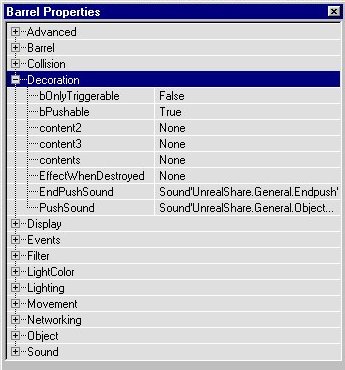 Barrel Properties
Advanced
Barrel
Collision
Decoration
bOnlyTriggerable False
bPushable True
content2 None
content3 None
contents None
EffectWhenDestroyed None
EndPushSound Sound'UnrealShare.General.Endpush'
PushSound Sound'UnrealShare.General.Object...
Display
Events
Filter
LightColor
Lighting
Movement
Networking
Object
Sound